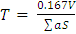 T = 0.167V / ∑aS